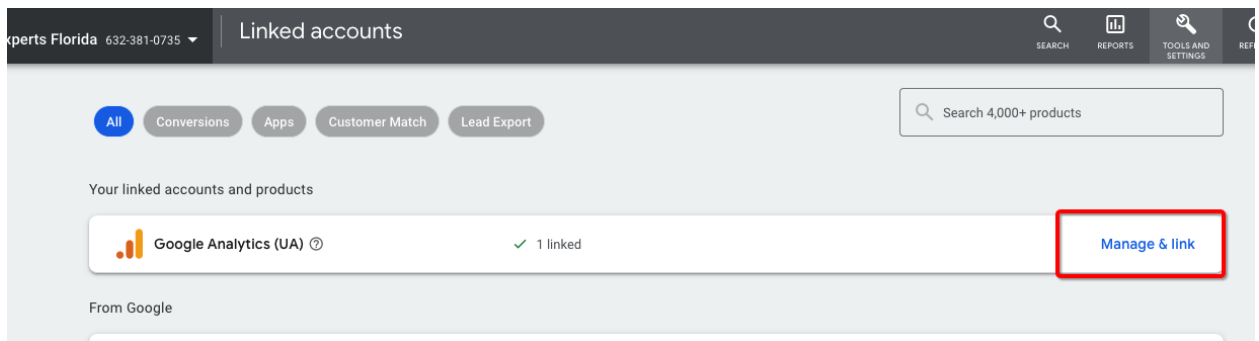 Florida 632-381-0735
Linked accounts
SEARCH
REPORTS
TOOLS AND
SETTINGS
All
Conversions
Apps
Customer Match
Lead Export
Search 4,000+ products
Your linked accounts and products
Google Analytics (UA)
1 linked
Manage & link
From Google